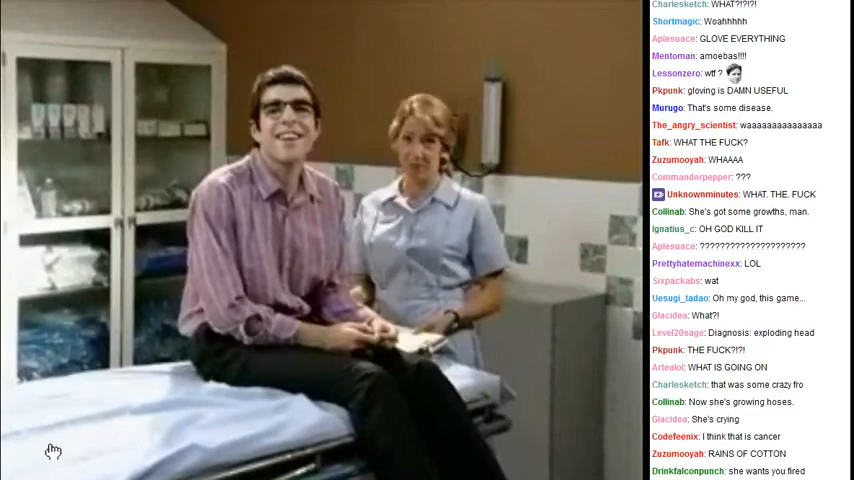 Charlesketch: WHAT?!?!?!
Shortmagic: Woahhhhh
Aplesuace: GLOVE EVERYTHING
Mentoman: amoebas!!!!
Lessonzero: wtf ?
Pkpunk: gloving is DAMN USEFUL
Murugo: That's some disease.
The_angry_scientist: waaaaaaaaaaaaaaa
Tafk: WHAT THE FUCK?
Zuzumooyah: WHAAAA
Commanderpepper: ???
Unknownminutes: WHAT. THE. FUCK
Collinab: She's got some growths, man.
Ignatius_c: OH GOD KILL IT
Aplesuace: ?????????????????????
Prettyhatemachinexx: LOL
Sixpackabs: wat
Uesugi_tadao: Oh my god, this game...
Glacidea: What?!
Level20sage: Diagnosis: exploding head
Pkpunk: THE FUCK?!?!
Artealol: WHAT IS GOING ON
Charlesketch: that was some crazy fro
Collinab: Now she's growing hoses.
Glacidea: She's crying
Codefeenix: I think that is cancer
Zuzumooyah: RAINS OF COTTON
Drinkfalconpunch: she wants you fired